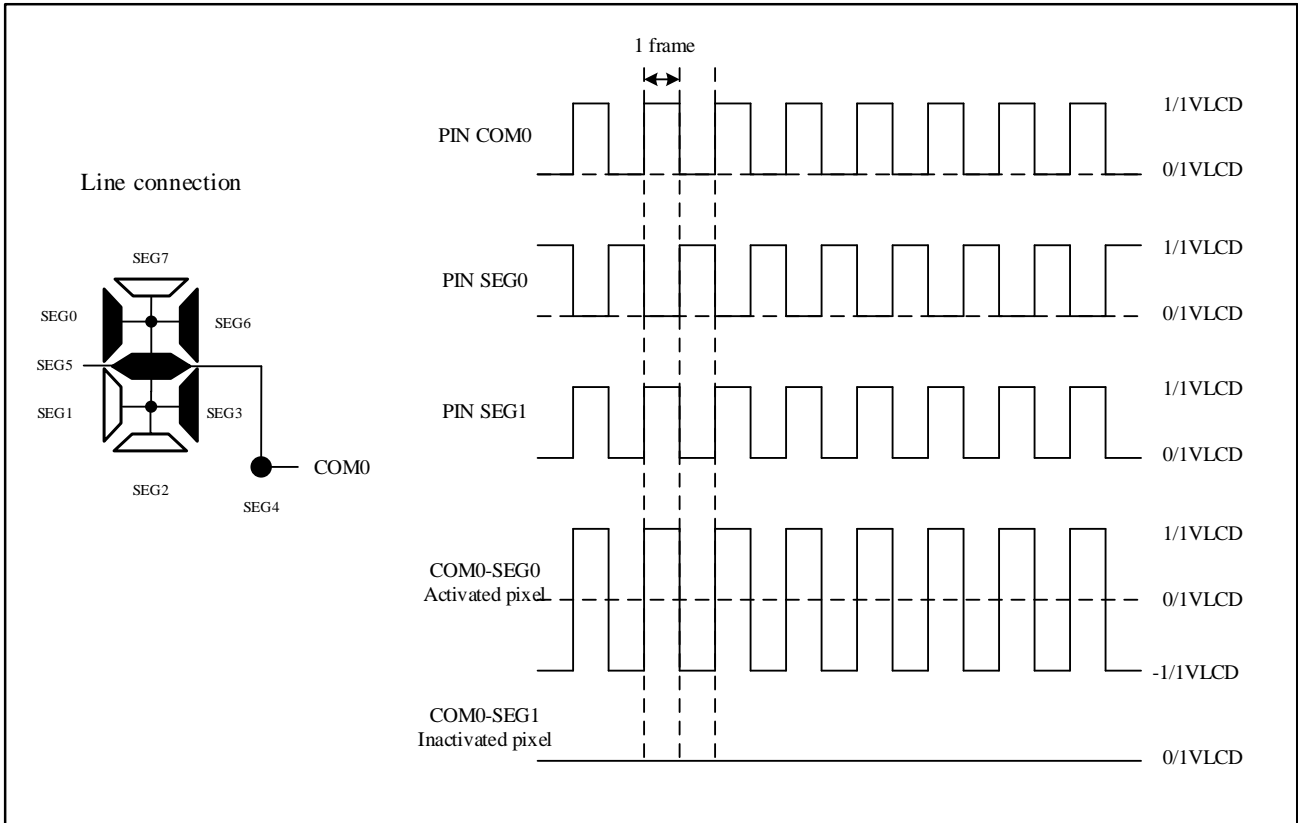 1 frame
PIN COM0
1/1VLCD
0/1VLCD
Line connection
SEG7
SEG0
SEG6
SEG5
SEG1
SEG3
SEG2
COM0
SEG4
PIN SEG0
1/1VLCD
0/1VLCD
PIN SEG1
1/1VLCD
0/1VLCD
COM0-SEG0
Activated pixel
1/1VLCD
0/1VLCD
-1/1VLCD
COM0-SEG1
Inactivated pixel
0/1VLCD